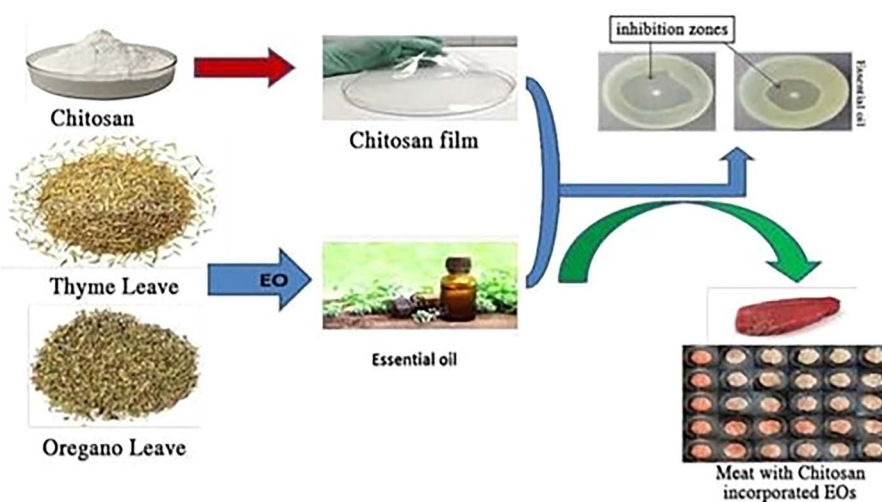 inhibition zones
Essential oil
Chitosan
Chitosan film
Thyme Leave
EO
Essential oil
Oregano Leave
Meat with Chitosan
incorporated EOs